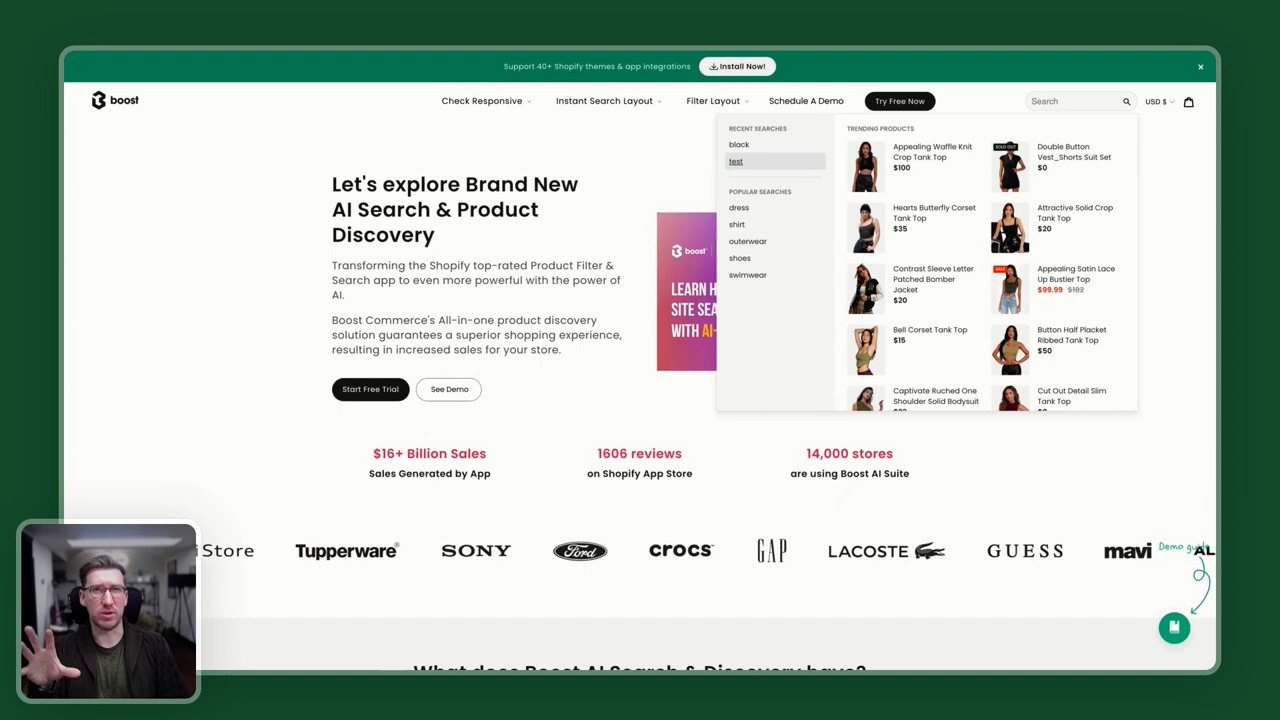 Support 40+ Shopify themes & app integrations
Install Now!
×
boost
Check Responsive
Instant Search Layout
Filter Layout
Schedule A Demo
Try Free Now
Search
USD $
RECENT SEARCHES
black
test
POPULAR SEARCHES
dress
shirt
outerwear
shoes
swimwear
TRENDING PRODUCTS
Appealing Waffle Knit
Crop Tank Top
$100
SOLD OUT
Double Button
Vest_Shorts Suit Set
$0
Hearts Butterfly Corset
Tank Top
$35
Attractive Solid Crop
Tank Top
$20
Contrast Sleeve Letter
Patched Bomber
Jacket
$20
SALE
Appealing Satin Lace
Up Bustier Top
$99.99 $102
Bell Corset Tank Top
$15
Button Half Placket
Ribbed Tank Top
$50
Captivate Ruched One
Shoulder Solid Bodysuit
Cut Out Detail Slim
Tank Top
Let's explore Brand New
AI Search & Product
Discovery
Transforming the Shopify top-rated Product Filter &
Search app to even more powerful with the power of
AI.
Boost Commerce's All-in-one product discovery
solution guarantees a superior shopping experience,
resulting in increased sales for your store.
Start Free Trial
See Demo
boost
LEARN H
SITE SEA
WITH AI-
$16+ Billion Sales
Sales Generated by App
1606 reviews
on Shopify App Store
14,000 stores
are using Boost AI Suite
iStore
Tupperware
SONY
Ford
crocs
GAP
LACOSTE
GUESS
mavi
AL
Demo
What does Boost AI Search & Discovery have?